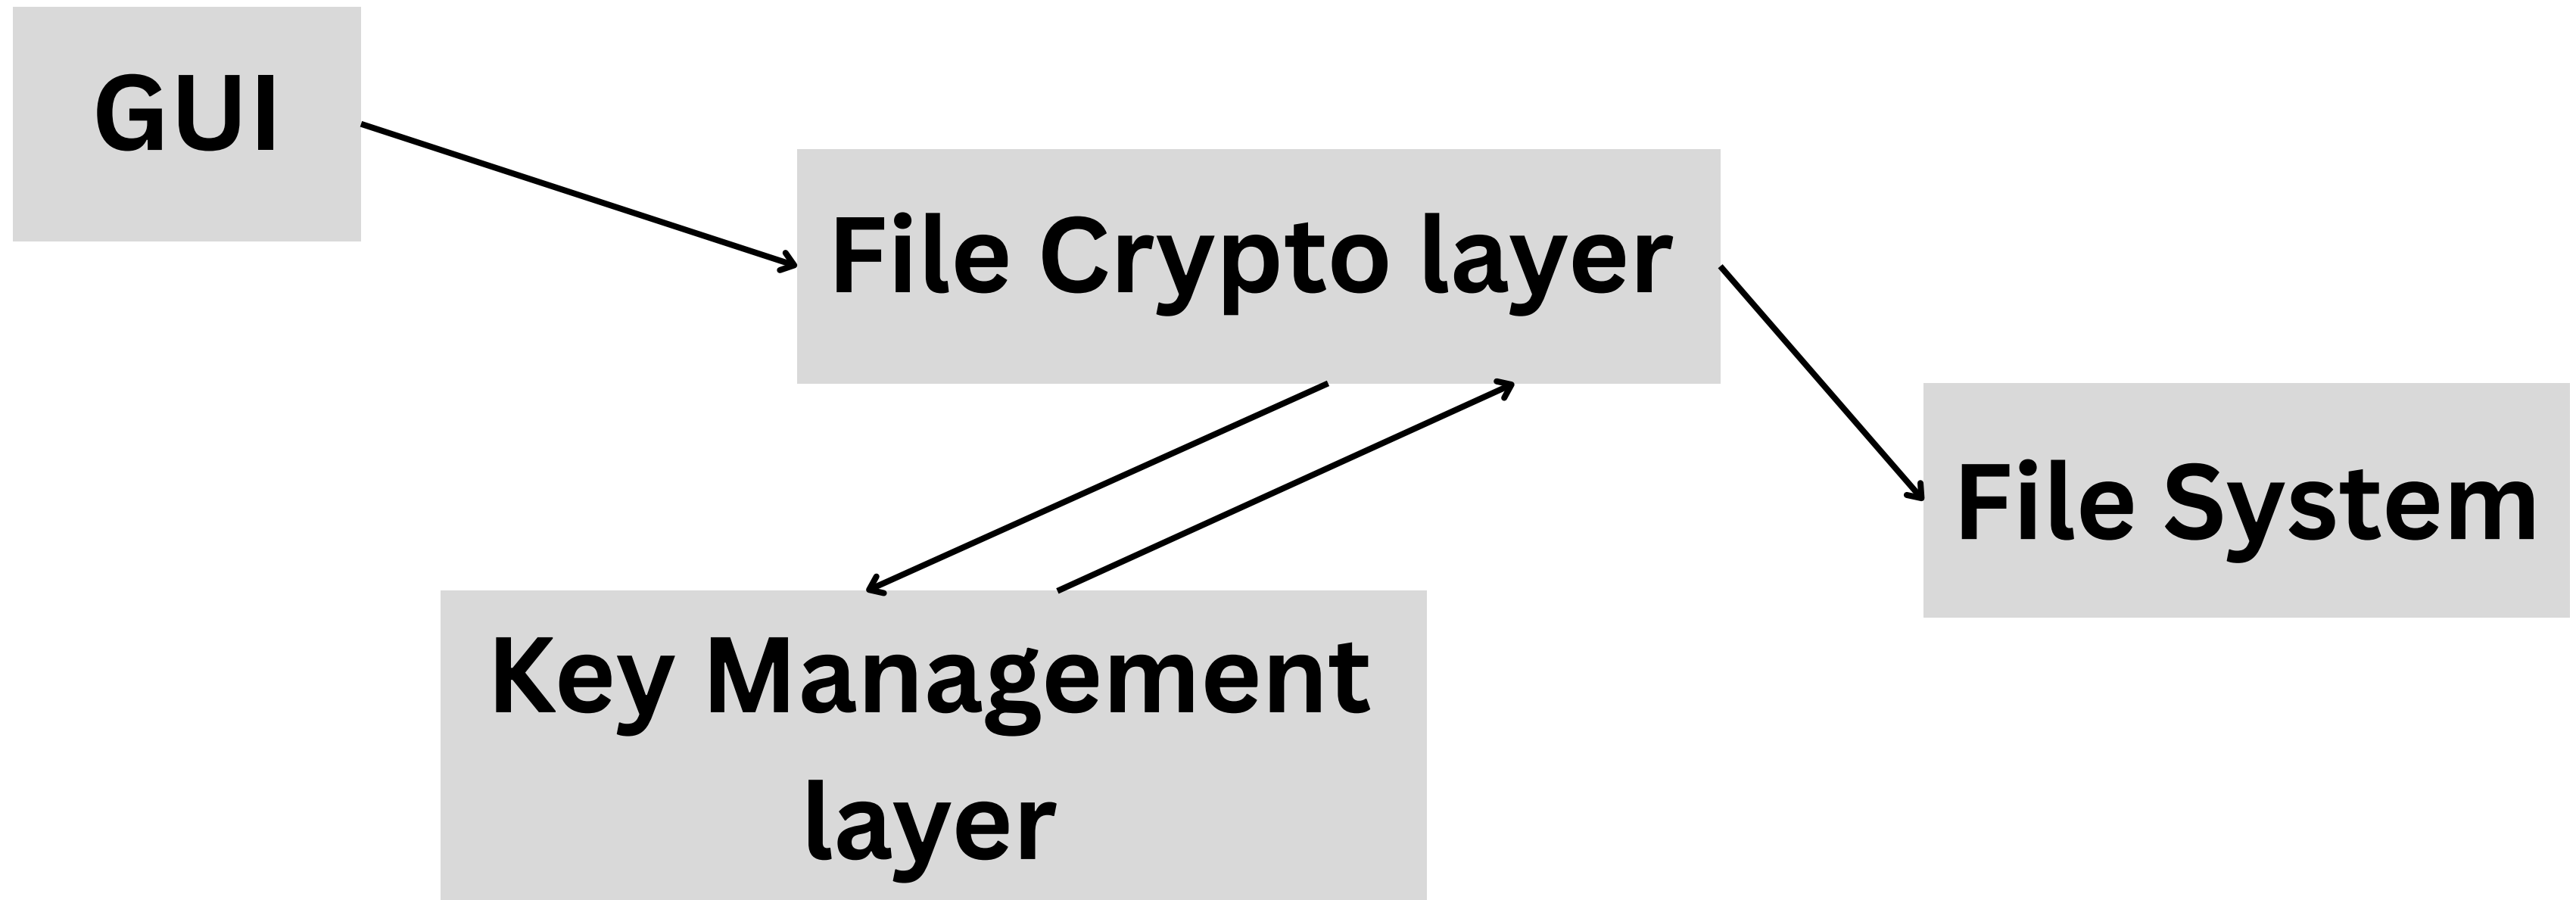 GUI
File Crypto layer
File System
Key Management
layer